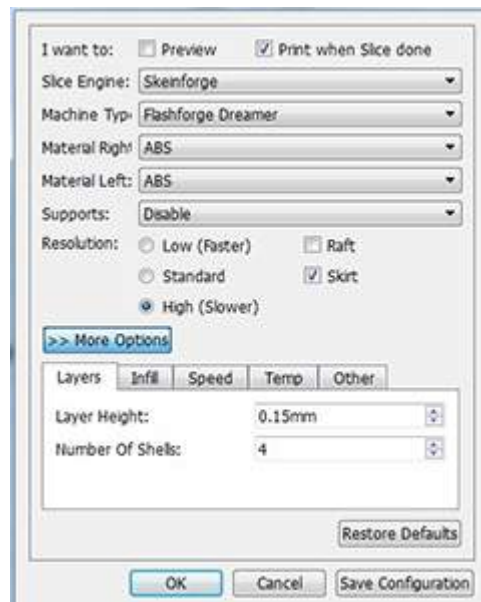 I want to: Preview Print when Slice done
Slice Engine: Skeinforge
Machine Typ Flashforge Dreamer
Material Right ABS
Material Left: ABS
Supports: Disable
Resolution: Low (Faster) Raft
Standard Skirt
High (Slower)
>> More Options
Layers Infill Speed Temp Other
Layer Height: 0.15mm
Number Of Shells: 4
Restore Defaults
OK Cancel Save Configuration